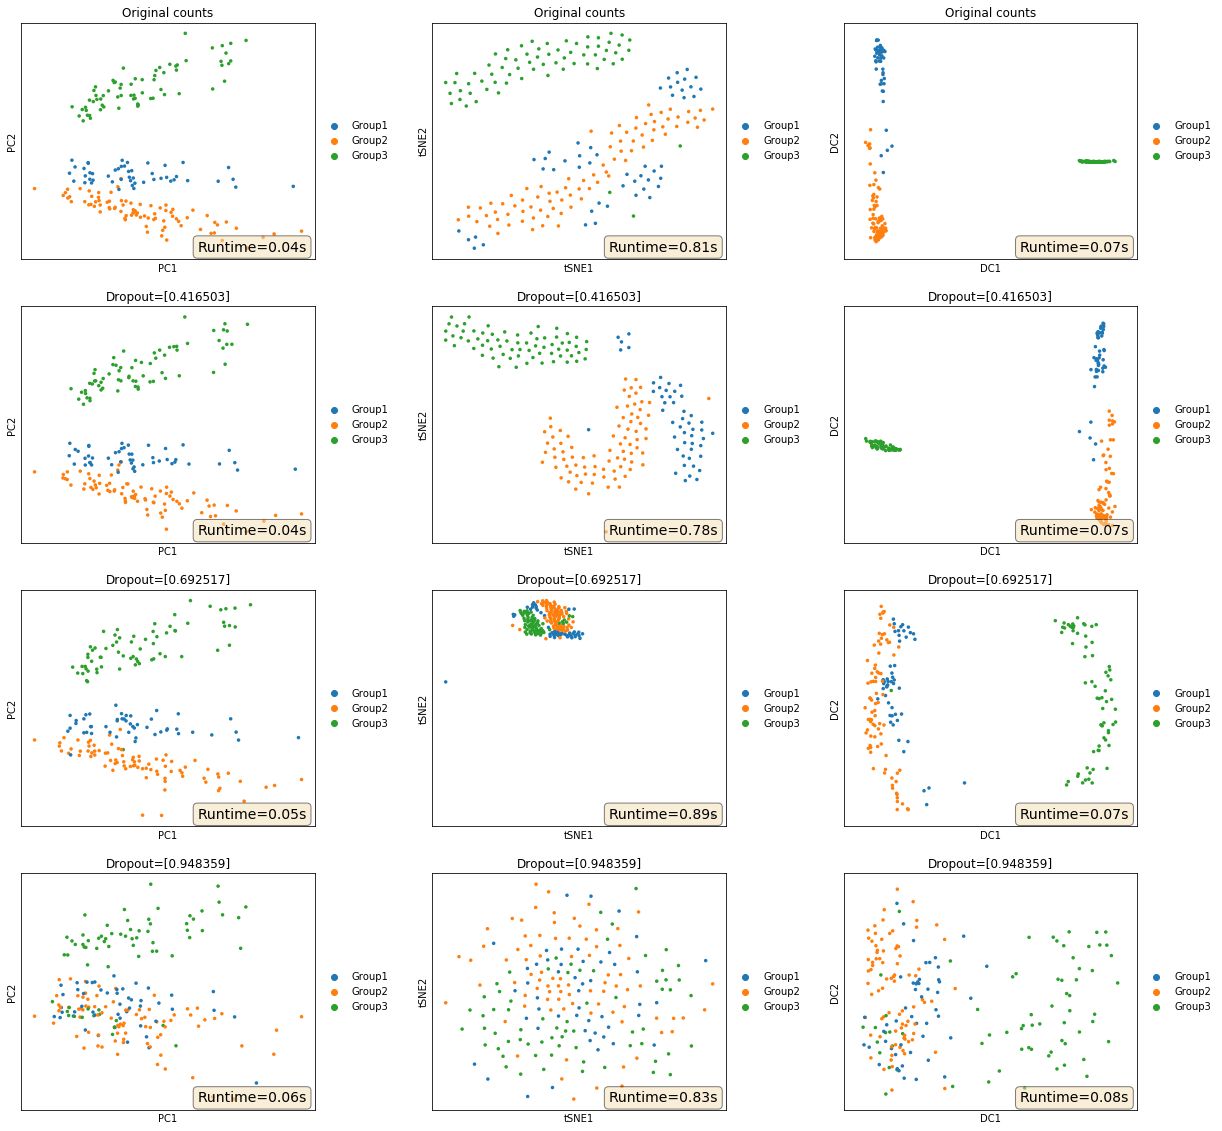 Original counts
Original counts
Original counts
PC2
Group1
Group2
Group3
Runtime=0.04s
PC1
tSNE2
Group1
Group2
Group3
Runtime=0.81s
tSNE1
DC2
Group1
Group2
Group3
Runtime=0.07s
DC1
Dropout=[0.416503]
Dropout=[0.416503]
Dropout=[0.416503]
PC2
Group1
Group2
Group3
Runtime=0.04s
PC1
tSNE2
Group1
Group2
Group3
Runtime=0.78s
tSNE1
DC2
Group1
Group2
Group3
Runtime=0.07s
DC1
Dropout=[0.692517]
Dropout=[0.692517]
Dropout=[0.692517]
PC2
Group1
Group2
Group3
Runtime=0.05s
PC1
tSNE2
Group1
Group2
Group3
Runtime=0.89s
tSNE1
DC2
Group1
Group2
Group3
Runtime=0.07s
DC1
Dropout=[0.948359]
Dropout=[0.948359]
Dropout=[0.948359]
PC2
Group1
Group2
Group3
Runtime=0.06s
PC1
tSNE2
Group1
Group2
Group3
Runtime=0.83s
tSNE1
DC2
Group1
Group2
Group3
Runtime=0.08s
DC1